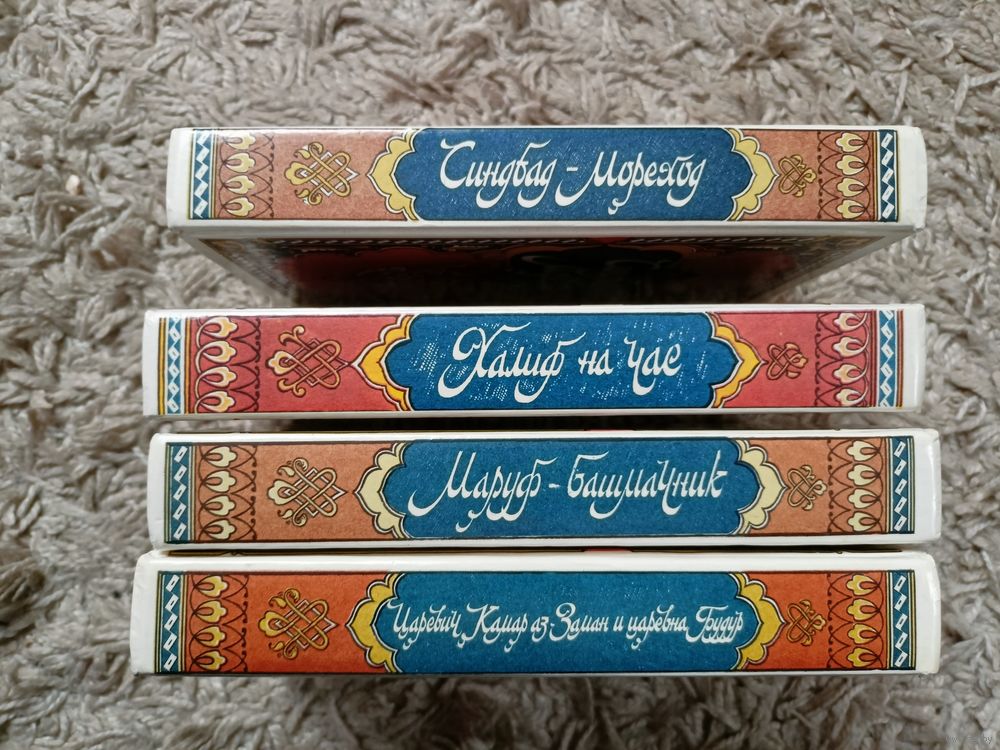 Синдбад - Мореход
Халиф на час
Маруф - башмачник
Царевич Камар аз-Заман и царевна Будур